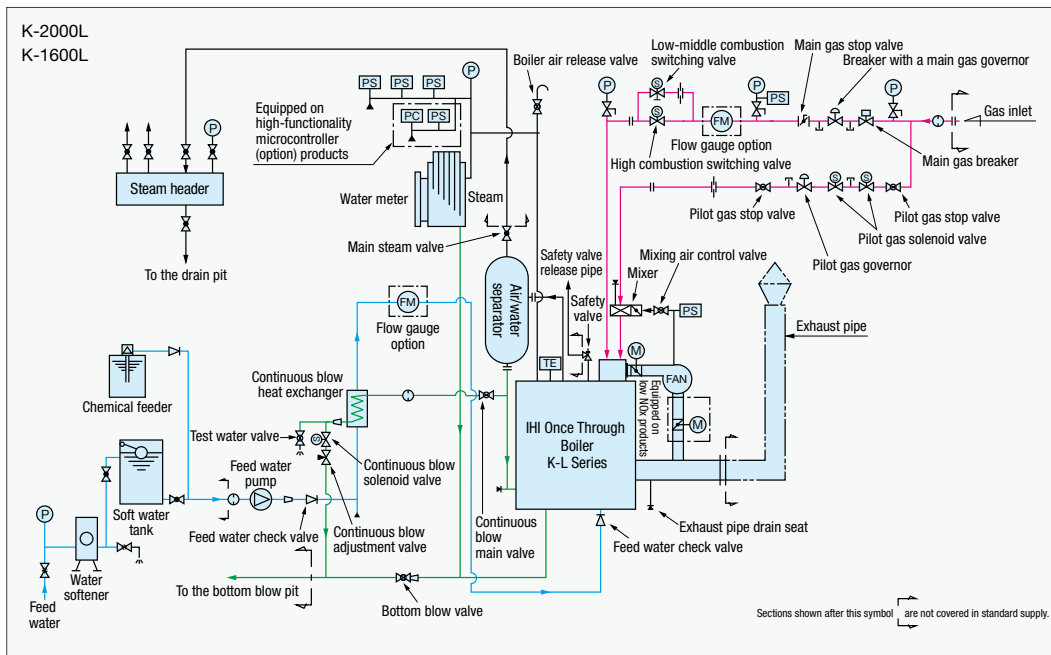 K-2000L
K-1600L
Equipped on
high-functionality
microcontroller
(option) products
PS
PS
PS
P
PC
PS
Boiler air release valve
Low-middle combustion
switching valve
Main gas stop valve
Breaker with a main gas governor
P
S
S
P
PS
P
FM
Flow gauge option
High combustion switching valve
Gas inlet
Main gas breaker
P
Steam header
To the drain pit
Water meter
Steam
Main steam valve
S
S
Pilot gas stop valve
Pilot gas stop valve
Pilot gas solenoid valve
Pilot gas governor
Safety valve
release pipe
Mixing air control valve
Mixer
PS
Safety
valve
Air/water
separator
FM
Flow gauge
option
Exhaust pipe
TE
M
FAN
M
Equipped on
low NOx products
Chemical feeder
Continuous blow
heat exchanger
IHI Once Through
Boiler
K-L Series
Test water valve
S
Continuous blow
solenoid valve
Feed water
pump
Soft water
tank
P
Feed water check valve
Continuous blow
adjustment valve
Continuous
blow
main valve
Exhaust pipe drain seat
Feed water check valve
Water
softener
Feed
water
To the bottom blow pit
Bottom blow valve
Sections shown after this symbol are not covered in standard supply.